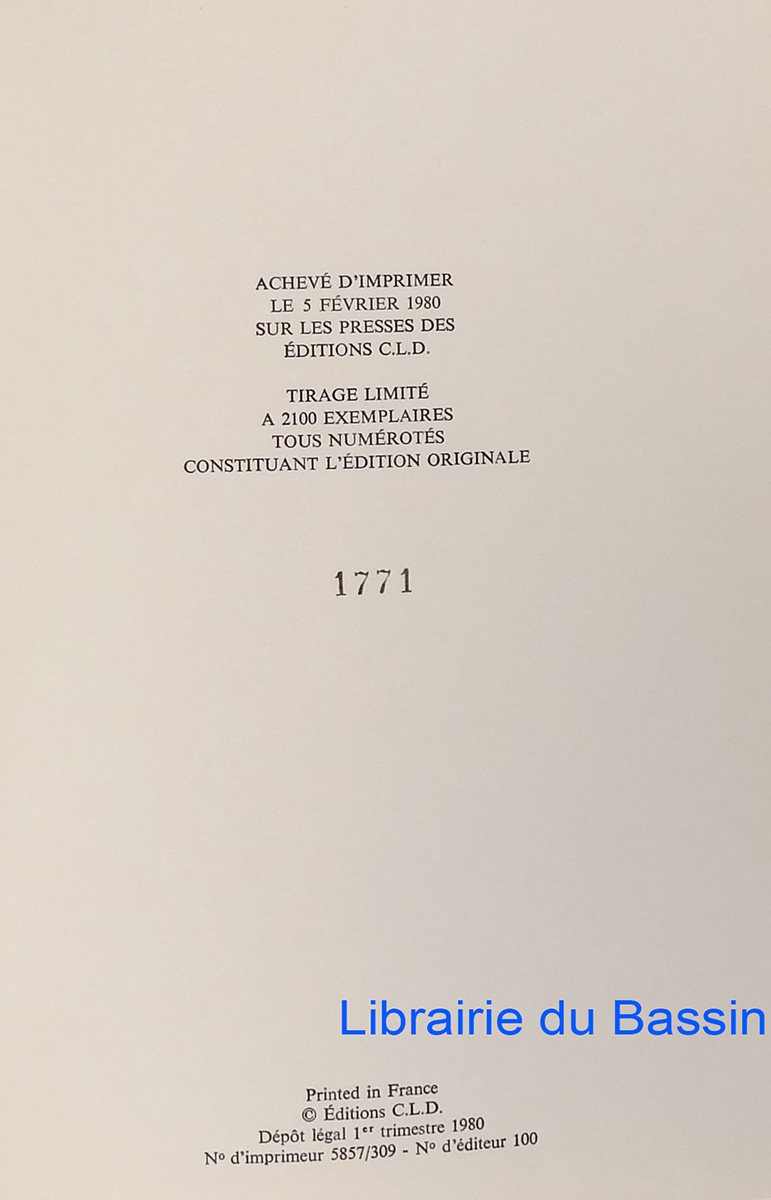 ACHEVÉ D'IMPRIMER
LE 5 FÉVRIER 1980
SUR LES PRESSES DES
ÉDITIONS C.L.D.
TIRAGE LIMITÉ
A 2100 EXEMPLAIRES
TOUS NUMÉROTÉS
CONSTITUANT L'ÉDITION ORIGINALE
1771
Librairie du Bassin
Printed in France
© Éditions C.L.D.
Dépôt légal 1er trimestre 1980
No d'imprimeur 5857/309 - No d'éditeur 100